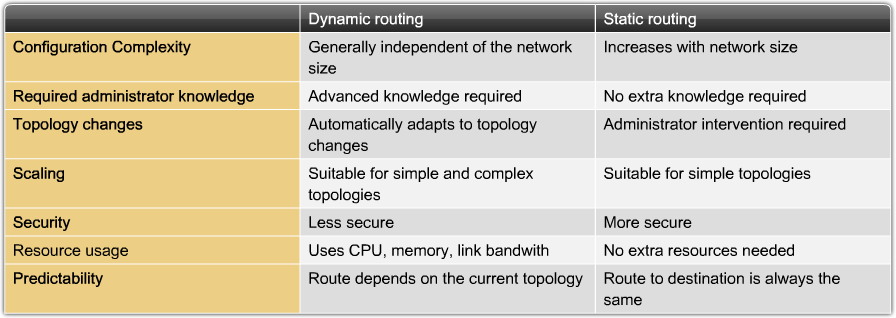 Dynamic routing Static routing
Configuration Complexity Generally independent of the network Increases with network size
size
Required administrator knowledge Advanced knowledge required No extra knowledge required
Topology changes Automatically adapts to topology Administrator intervention required
changes
Scaling Suitable for simple and complex Suitable for simple topologies
topologies
Security Less secure More secure
Resource usage Uses CPU, memory, link bandwith No extra resources needed
Predictability Route depends on the current topology Route to destination is always the
same